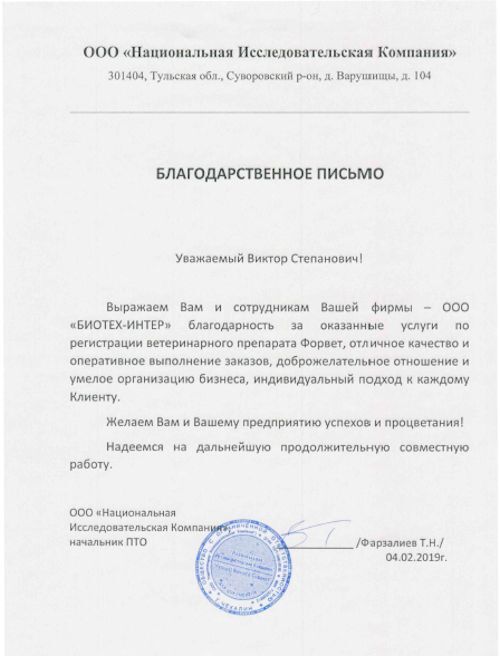 ООО «Национальная Исследовательская Компания»
301404, Тульская обл., Суворовский р-он, д. Варушицы, д. 104
БЛАГОДАРСТВЕННОЕ ПИСЬМО
Уважаемый Виктор Степанович!
Выражаем Вам и сотрудникам Вашей фирмы – ООО
«БИОТЕХ-ИНТЕР» благодарность за оказанные услуги по
регистрации ветеринарного препарата Форвет, отличное качество и
оперативное выполнение заказов, доброжелательное отношение и
умелое организацию бизнеса, индивидуальный подход к каждому
Клиенту.
Желаем Вам и Вашему предприятию успехов и процветания!
Надеемся на дальнейшую продолжительную совместную
работу.
ООО «Национальная
Исследовательская Компания»
начальник ПТО /Фарзалиев Т.Н./
04.02.2019г.